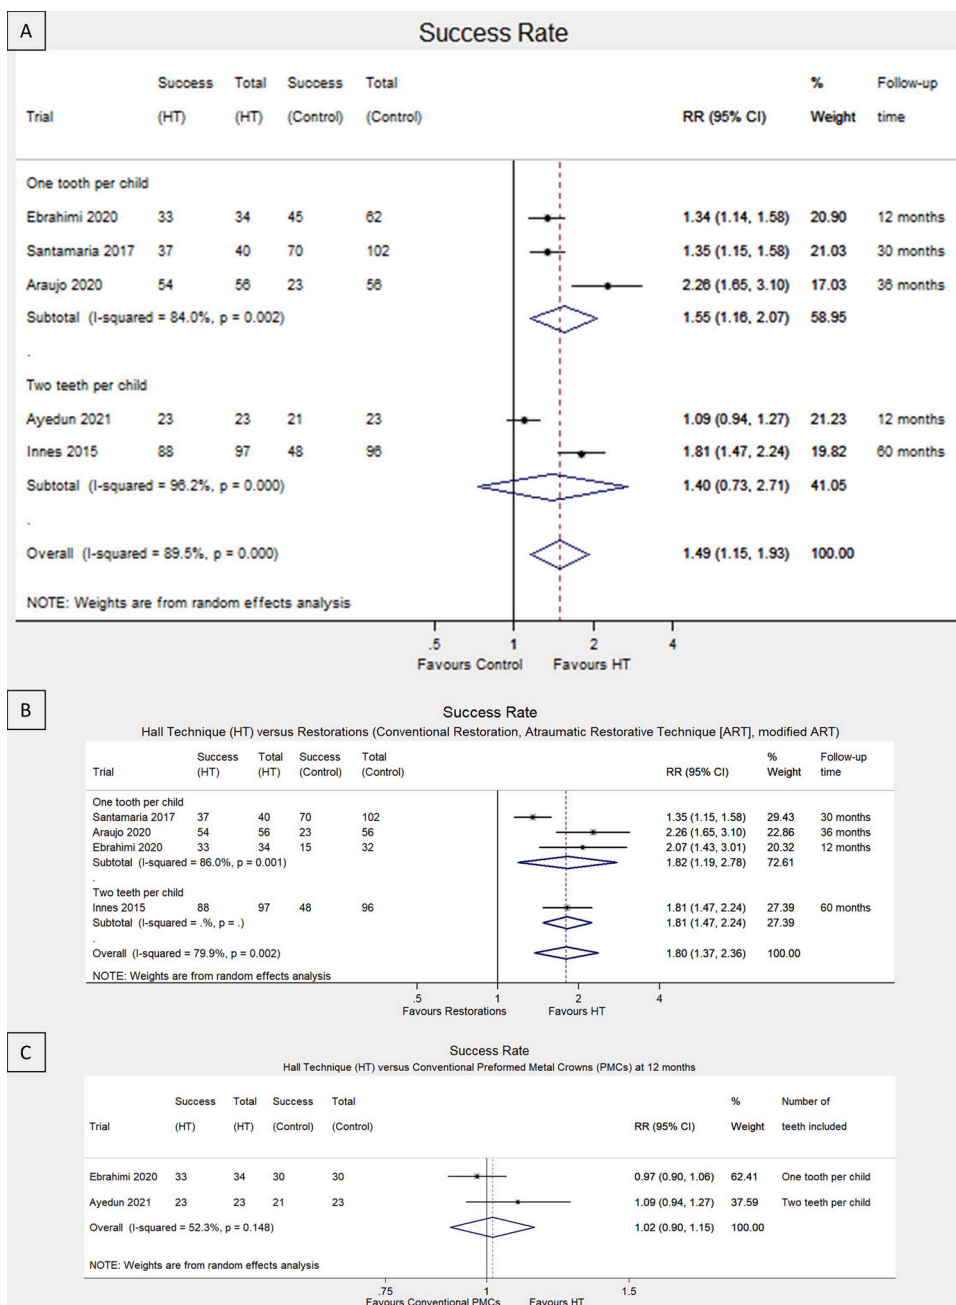 A
Success Rate
Success Total Success Total % Follow-up
Trial (HT) (HT) (Control) (Control) RR (95% CI) Weight time
One tooth per child
Ebrahimi 2020 33 34 45 62 1.34 (1.14, 1.58) 20.90 12 months
Santamaria 2017 37 40 70 102 1.35 (1.15, 1.58) 21.03 30 months
Araujo 2020 54 56 23 56 2.26 (1.65, 3.10) 17.03 36 months
Subtotal (I-squared = 84.0%, p = 0.002) 1.55 (1.16, 2.07) 58.95
.
Two teeth per child
Ayedun 2021 23 23 21 23 1.09 (0.94, 1.27) 21.23 12 months
Innes 2015 88 97 48 96 1.81 (1.47, 2.24) 19.82 60 months
Subtotal (I-squared = 96.2%, p = 0.000) 1.40 (0.73, 2.71) 41.05
.
Overall (I-squared = 89.5%, p = 0.000) 1.49 (1.15, 1.93) 100.00
NOTE: Weights are from random effects analysis
.5 1 2 4
Favours Control Favours HT
B
Success Rate
Hall Technique (HT) versus Restorations (Conventional Restoration, Atraumatic Restorative Technique [ART], modified ART)
Success Total Success Total % Follow-up
Trial (HT) (HT) (Control) (Control) RR (95% CI) Weight time
One tooth per child
Santamaria 2017 37 40 70 102 1.35 (1.15, 1.58) 29.43 30 months
Araujo 2020 54 56 23 56 2.26 (1.65, 3.10) 22.86 36 months
Ebrahimi 2020 33 34 15 32 2.07 (1.43, 3.01) 20.32 12 months
Subtotal (I-squared = 86.0%, p = 0.001) 1.82 (1.19, 2.78) 72.61
.
Two teeth per child
Innes 2015 88 97 48 96 1.81 (1.47, 2.24) 27.39 60 months
Subtotal (I-squared = .%, p = .) 1.81 (1.47, 2.24) 27.39
.
Overall (I-squared = 79.9%, p = 0.002) 1.80 (1.37, 2.36) 100.00
NOTE: Weights are from random effects analysis
.5 1 2 4
Favours Restorations Favours HT
C
Success Rate
Hall Technique (HT) versus Conventional Preformed Metal Crowns (PMCs) at 12 months
Success Total Success Total % Number of
Trial (HT) (HT) (Control) (Control) RR (95% CI) Weight teeth included
Ebrahimi 2020 33 34 30 30 0.97 (0.90, 1.06) 62.41 One tooth per child
Ayedun 2021 23 23 21 23 1.09 (0.94, 1.27) 37.59 Two teeth per child
Overall (I-squared = 52.3%, p = 0.148) 1.02 (0.90, 1.15) 100.00
NOTE: Weights are from random effects analysis
.75 1 1.5
Favours Conventional PMCs Favours HT